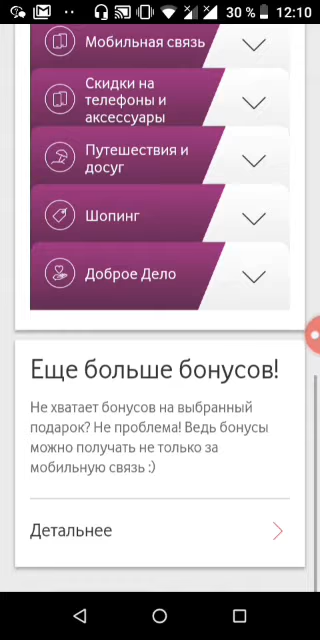 30 % 12:10
Мобильная связь
Скидки на
телефоны и
аксессуары
Путешествия и
досуг
Шопинг
Доброе Дело
Еще больше бонусов!
Не хватает бонусов на выбранный
подарок? Не проблема! Ведь бонусы
можно получать не только за
мобильную связь :)
Детальнее